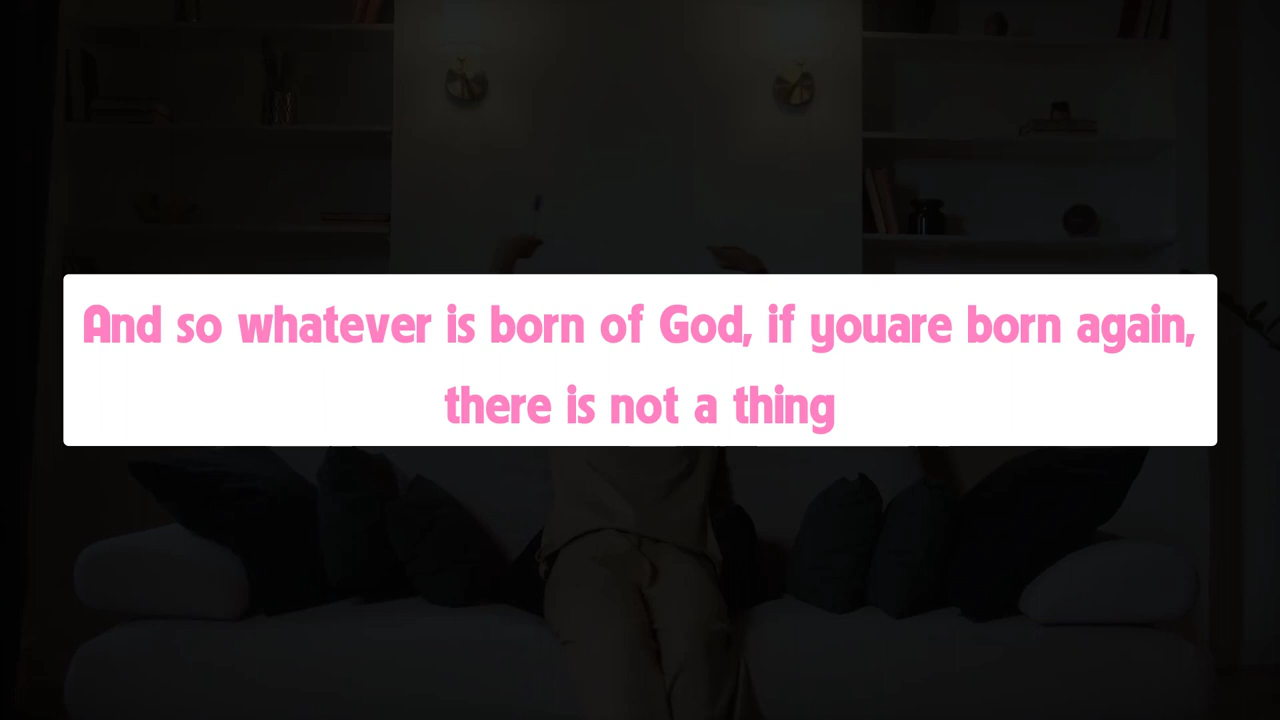 And so whatever is born of God, if youare born again,
there is not a thing